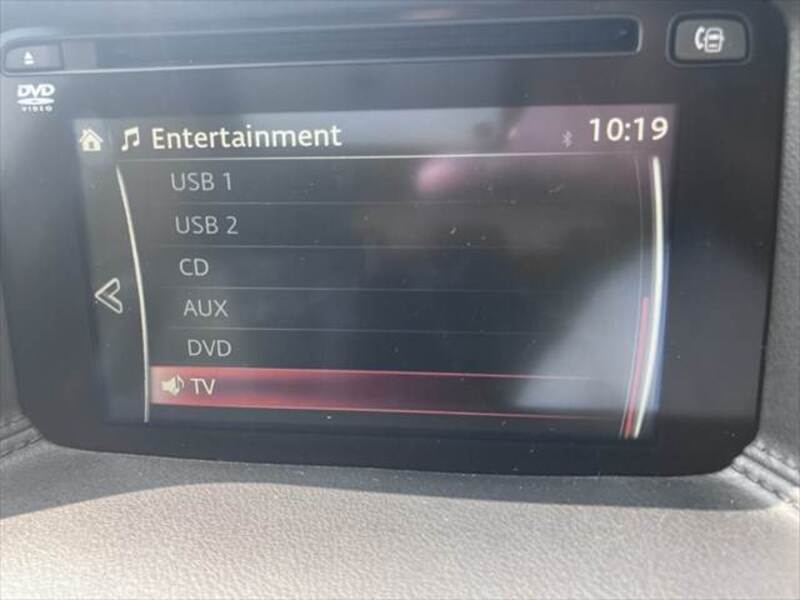 DVD
VIDEO
Entertainment
10:19
USB 1
USB 2
CD
AUX
DVD
TV